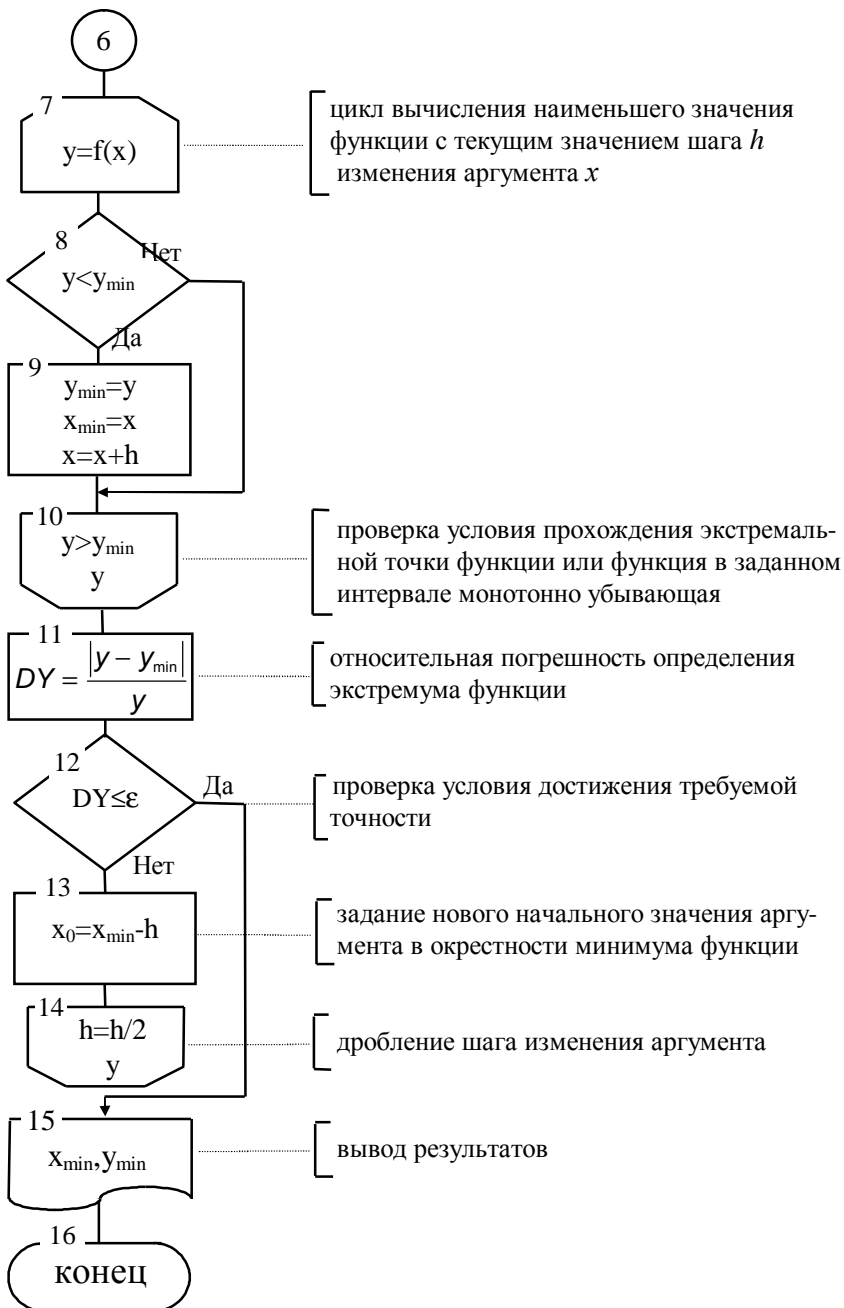 6
7
y=f(x)
цикл вычисления наименьшего значения
функции с текущим значением шага h
изменения аргумента x
8
Нет
y<ymin
Да
9
ymin=y
xmin=x
x=x+h
10
y>ymin
y
проверка условия прохождения экстремаль-
ной точки функции или функция в заданном
интервале монотонно убывающая
11
DY = |y − ymin| / y
относительная погрешность определения
экстремума функции
12
Да
DY≤ε
проверка условия достижения требуемой
точности
Нет
13
x0=xmin-h
задание нового начального значения аргу-
мента в окрестности минимума функции
14
h=h/2
y
дробление шага изменения аргумента
15
xmin,ymin
вывод результатов
16
конец